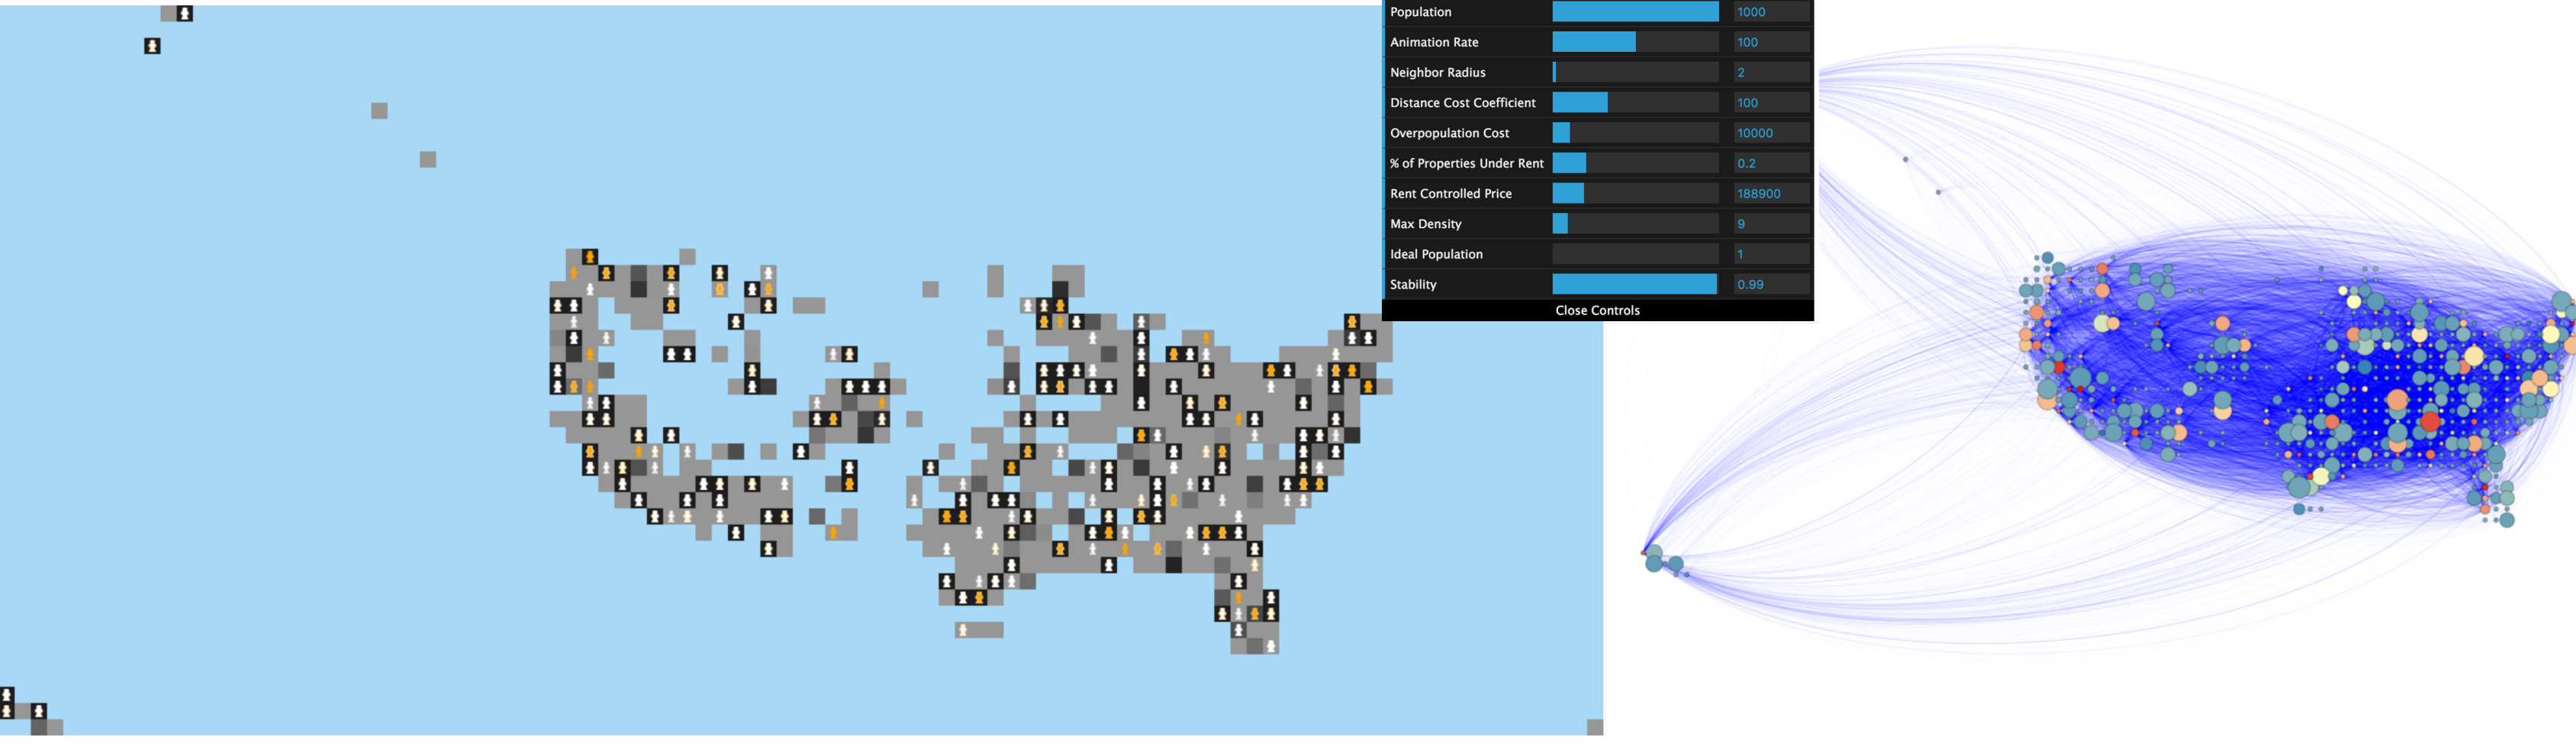 Population 1000
Animation Rate 100
Neighbor Radius 2
Distance Cost Coefficient 100
Overpopulation Cost 10000
% of Properties Under Rent 0.2
Rent Controlled Price 188900
Max Density 9
Ideal Population 1
Stability 0.99
Close Controls